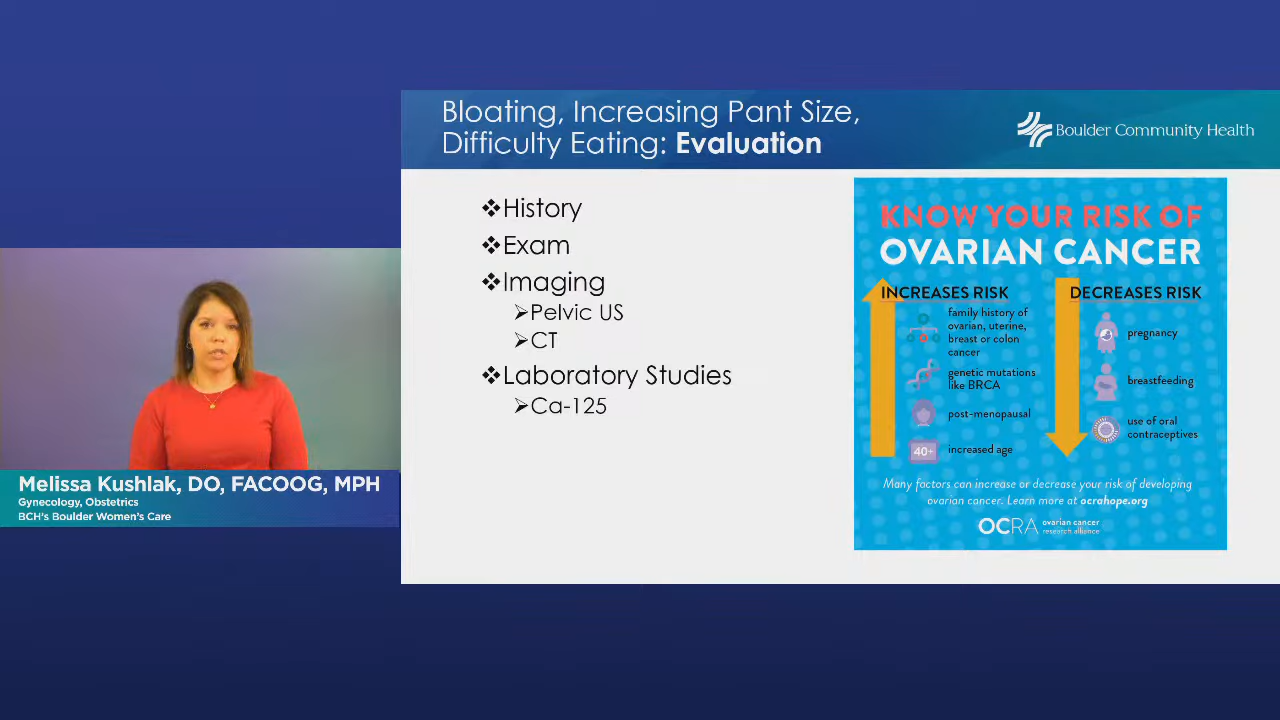 Bloating, Increasing Pant Size,
Difficulty Eating: Evaluation
Boulder Community Health
❖History
❖Exam
❖Imaging
➢Pelvic US
➢CT
❖Laboratory Studies
➢Ca-125
KNOW YOUR RISK OF
OVARIAN CANCER
INCREASES RISK
family history of
ovarian, uterine,
breast or colon
cancer
genetic mutations
like BRCA
post-menopausal
40+
increased age
DECREASES RISK
pregnancy
breastfeeding
use of oral
contraceptives
Many factors can increase or decrease your risk of developing
ovarian cancer. Learn more at ocrahope.org
OCRA ovarian cancer
research alliance
Melissa Kushlak, DO, FACOOG, MPH
Gynecology, Obstetrics
BCH's Boulder Women's Care